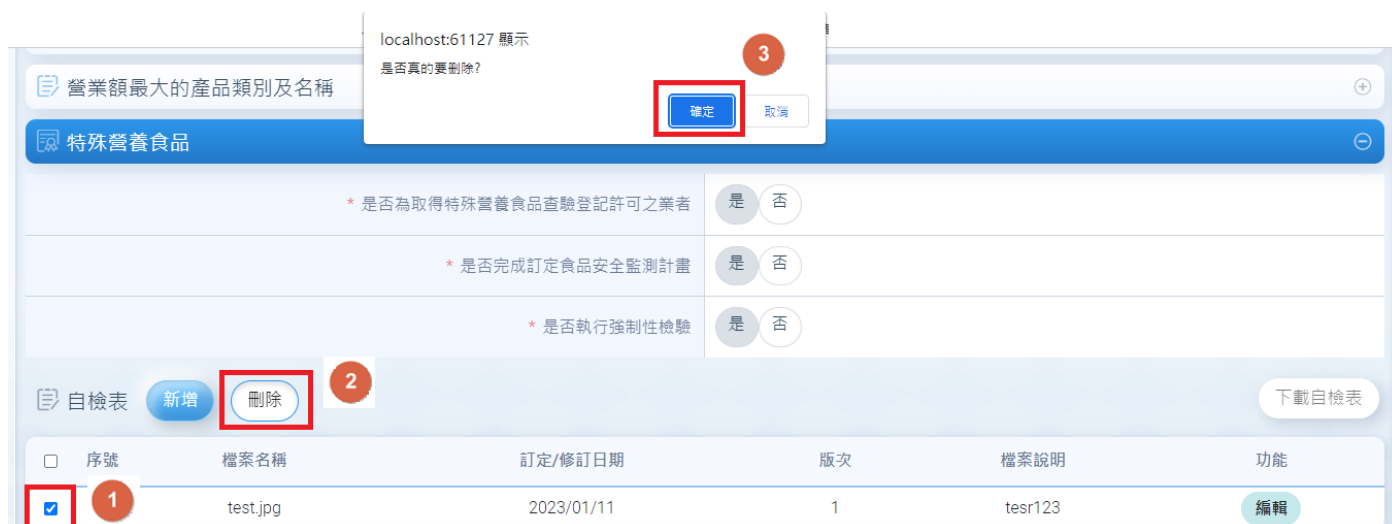 localhost:61127 顯示
是否真的要刪除?
3
確定 取消
營業額最大的產品類別及名稱
特殊營養食品
* 是否為取得特殊營養食品查驗登記許可之業者 是 否
* 是否完成訂定食品安全監測計畫 是 否
* 是否執行強制性檢驗 是 否
自檢表 新增 刪除 2 下載自檢表
序號 檔案名稱 訂定/修訂日期 版次 檔案說明 功能
1 test.jpg 2023/01/11 1 tesr123 編輯